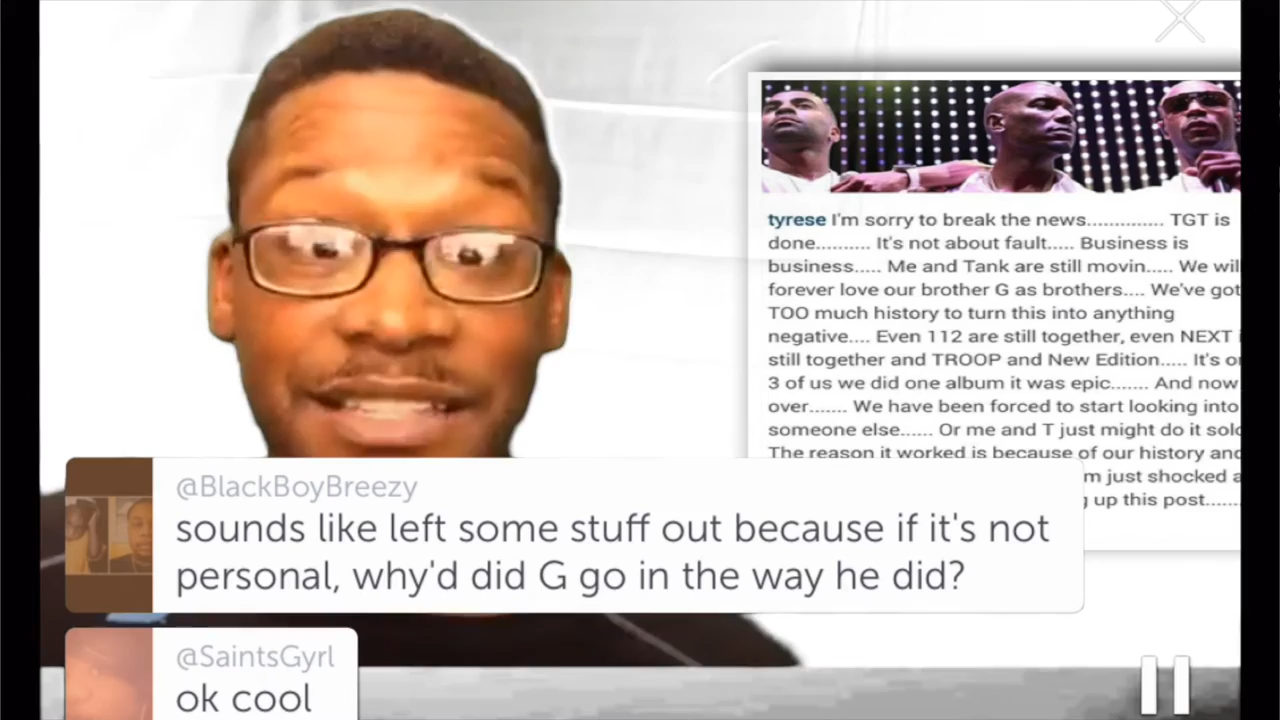 tyrese I'm sorry to break the news............. TGT is
done.......... It's not about fault..... Business is
business..... Me and Tank are still movin..... We wil
forever love our brother G as brothers.... We've got
TOO much history to turn this into anything
negative.... Even 112 are still together, even NEXT
still together and TROOP and New Edition..... It's
3 of us we did one album it was epic....... And now
over....... We have been forced to start looking into
someone else...... Or me and T just might do it
The reason it worked is because of our history and
just shocked
up this post.......
@BlackBoyBreezy
sounds like left some stuff out because if it's not
personal, why'd did G go in the way he did?
@SaintsGyrl
ok cool